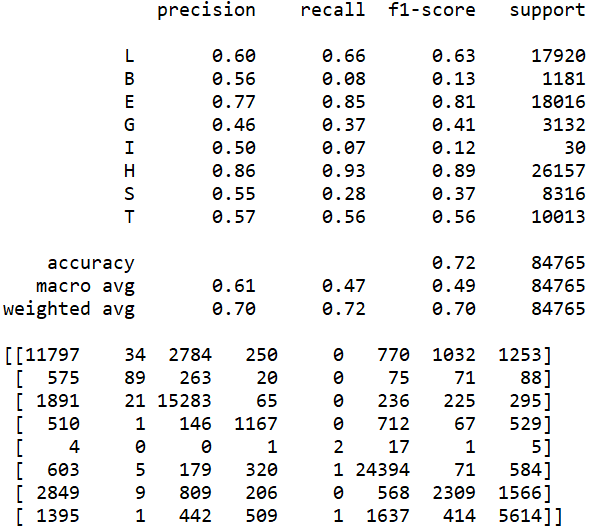 precision recall f1-score support
L 0.60 0.66 0.63 17920
B 0.56 0.08 0.13 1181
E 0.77 0.85 0.81 18016
G 0.46 0.37 0.41 3132
I 0.50 0.07 0.12 30
H 0.86 0.93 0.89 26157
S 0.55 0.28 0.37 8316
T 0.57 0.56 0.56 10013
accuracy 0.72 84765
macro avg 0.61 0.47 0.49 84765
weighted avg 0.70 0.72 0.70 84765
[[11797 34 2784 250 0 770 1032 1253]
[ 575 89 263 20 0 75 71 88]
[ 1891 21 15283 65 0 236 225 295]
[ 510 1 146 1167 0 712 67 529]
[ 4 0 0 1 2 17 1 5]
[ 603 5 179 320 1 24394 71 584]
[ 2849 9 809 206 0 568 2309 1566]
[ 1395 1 442 509 1 1637 414 5614]]